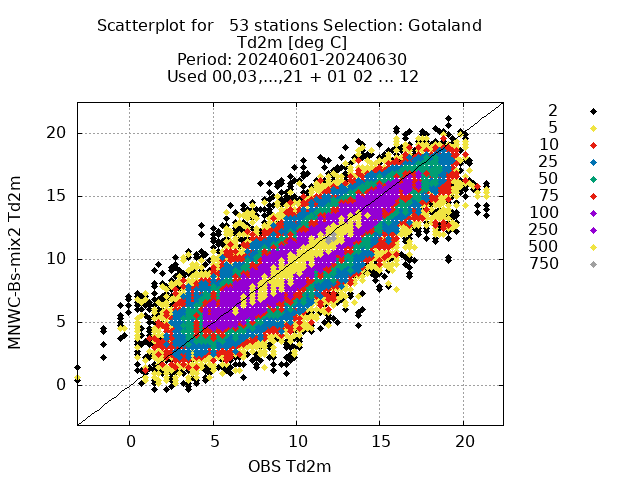 Scatterplot for   53 stations Selection: Gotaland
Td2m [deg C]
Period: 20240601-20240630
Used 00,03,...,21 + 01 02 ... 12
2
5
10
25
50
75
100
250
500
750
20
15
10
5
0
MNWC-Bs-mix2 Td2m
0 5 10 15 20
OBS Td2m